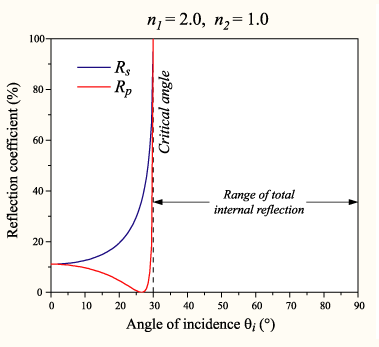 n1 = 2.0, n2 = 1.0
Reflection coefficient (%)
100
80
60
40
20
0
Rs
Rp
Critical angle
Range of total
internal reflection
0 10 20 30 40 50 60 70 80 90
Angle of incidence θi (°)